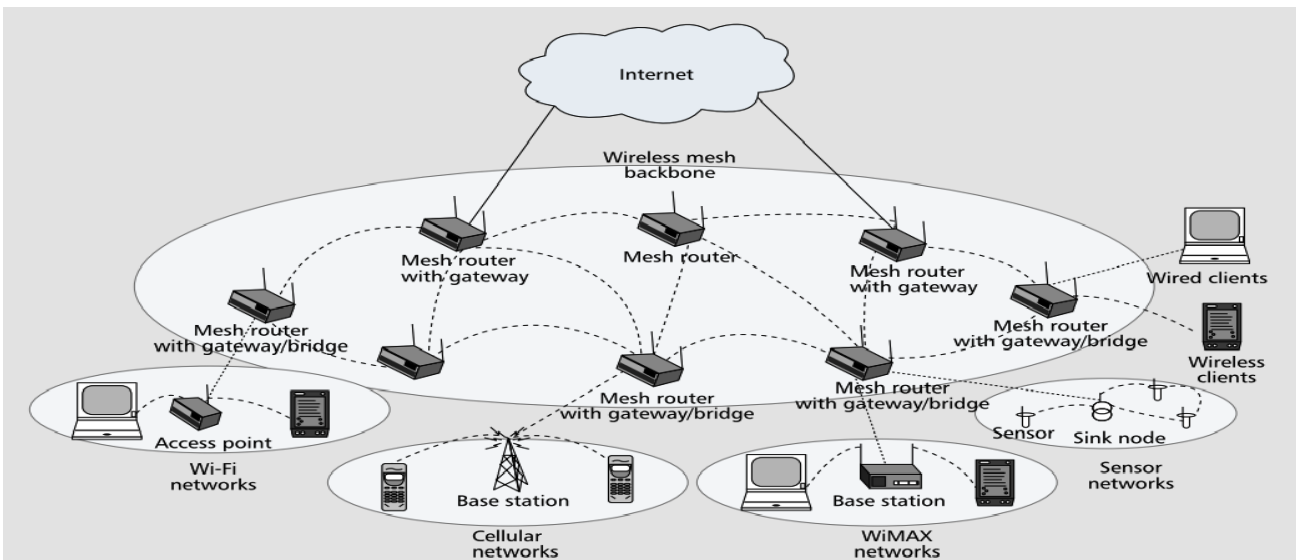 Internet
Wireless mesh
backbone
Mesh router
with gateway
Mesh router
Mesh router
with gateway
Wired clients
Mesh router
with gateway/bridge
Mesh router
with gateway/bridge
Wireless
clients
Mesh router
with gateway/bridge
Mesh router
with gateway/bridge
Access point
Wi-Fi
networks
Sensor
Sink node
Sensor
networks
Base station
Cellular
networks
Base station
WiMAX
networks